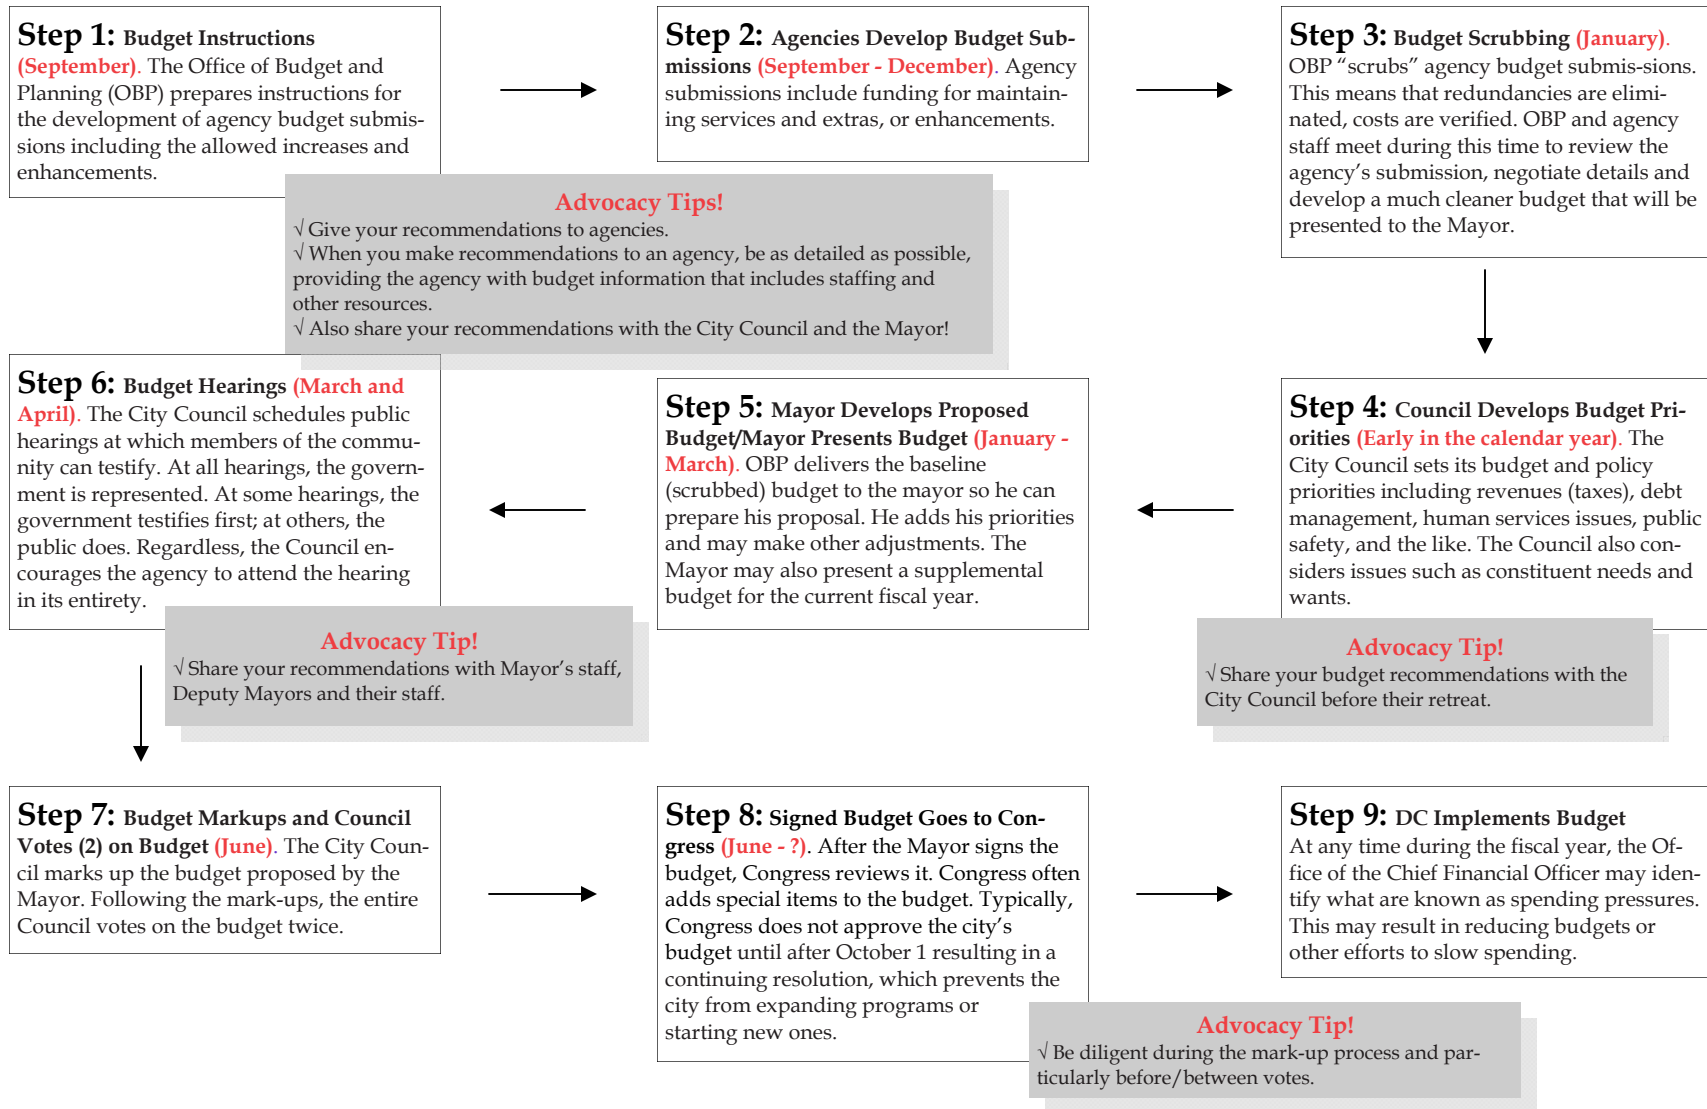 Step 1: Budget Instructions
(September). The Office of Budget and
Planning (OBP) prepares instructions for
the development of agency budget submis-
sions including the allowed increases and
enhancements.
Step 2: Agencies Develop Budget Sub-
missions (September - December). Agency
submissions include funding for maintain-
ing services and extras, or enhancements.
Step 3: Budget Scrubbing (January).
OBP “scrubs” agency budget submis-sions.
This means that redundancies are elimi-
nated, costs are verified. OBP and agency
staff meet during this time to review the
agency’s submission, negotiate details and
develop a much cleaner budget that will be
presented to the Mayor.
Advocacy Tips!
√ Give your recommendations to agencies.
√ When you make recommendations to an agency, be as detailed as possible,
providing the agency with budget information that includes staffing and
other resources.
√ Also share your recommendations with the City Council and the Mayor!
Step 4: Council Develops Budget Pri-
orities (Early in the calendar year). The
City Council sets its budget and policy
priorities including revenues (taxes), debt
management, human services issues, public
safety, and the like. The Council also con-
siders issues such as constituent needs and
wants.
Advocacy Tip!
√ Share your budget recommendations with the
City Council before their retreat.
Step 5: Mayor Develops Proposed
Budget/Mayor Presents Budget (January -
March). OBP delivers the baseline
(scrubbed) budget to the mayor so he can
prepare his proposal. He adds his priorities
and may make other adjustments. The
Mayor may also present a supplemental
budget for the current fiscal year.
Step 6: Budget Hearings (March and
April). The City Council schedules public
hearings at which members of the commu-
nity can testify. At all hearings, the govern-
ment is represented. At some hearings, the
government testifies first; at others, the
public does. Regardless, the Council en-
courages the agency to attend the hearing
in its entirety.
Advocacy Tip!
√ Share your recommendations with Mayor’s staff,
Deputy Mayors and their staff.
Step 7: Budget Markups and Council
Votes (2) on Budget (June). The City Coun-
cil marks up the budget proposed by the
Mayor. Following the mark-ups, the entire
Council votes on the budget twice.
Step 8: Signed Budget Goes to Con-
gress (June - ?). After the Mayor signs the
budget, Congress reviews it. Congress often
adds special items to the budget. Typically,
Congress does not approve the city’s
budget until after October 1 resulting in a
continuing resolution, which prevents the
city from expanding programs or
starting new ones.
Step 9: DC Implements Budget
At any time during the fiscal year, the Of-
fice of the Chief Financial Officer may iden-
tify what are known as spending pressures.
This may result in reducing budgets or
other efforts to slow spending.
Advocacy Tip!
√ Be diligent during the mark-up process and par-
ticularly before/between votes.